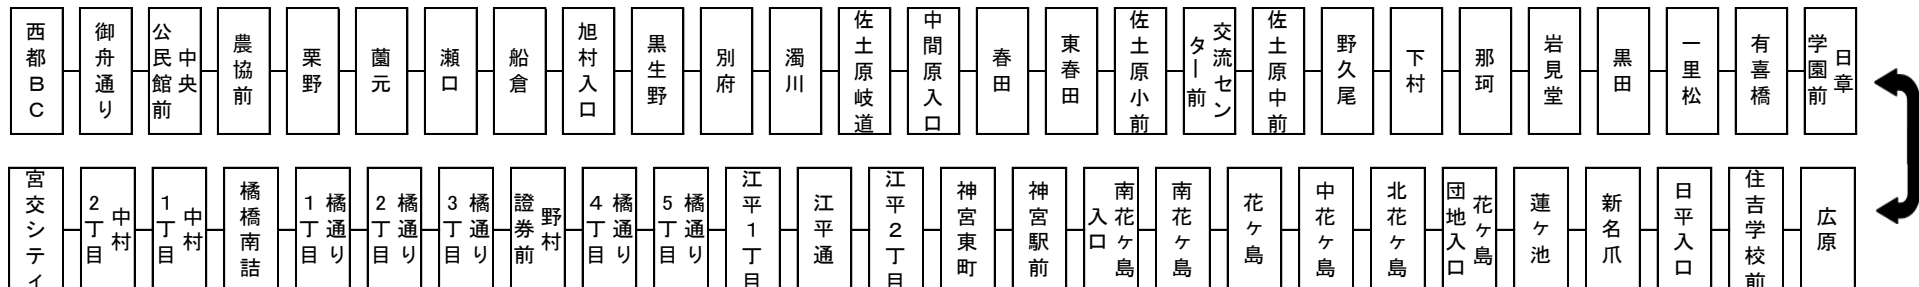 西都BC
御舟通り
中央公民館前
農協前
栗野
薗元
瀬口
船倉
旭村入口
黒生野
別府
濁川
佐土原岐道
中間原入口
春田
東春田
佐土原小前
交流センター前
佐土原中前
野久尾
下村
那珂
岩見堂
黒田
一里松
有喜橋
日章学園前
宮交シティ
中村2丁目
中村1丁目
橘橋南詰
橘通り1丁目
橘通り2丁目
橘通り3丁目
野村證券前
橘通り4丁目
橘通り5丁目
江平1丁目
江平通
江平2丁目
神宮東町
神宮駅前
南花ヶ島入口
南花ヶ島
花ヶ島
中花ヶ島
北花ヶ島
花ヶ島団地入口
蓮ヶ池
新名爪
日平入口
住吉学校前
広原